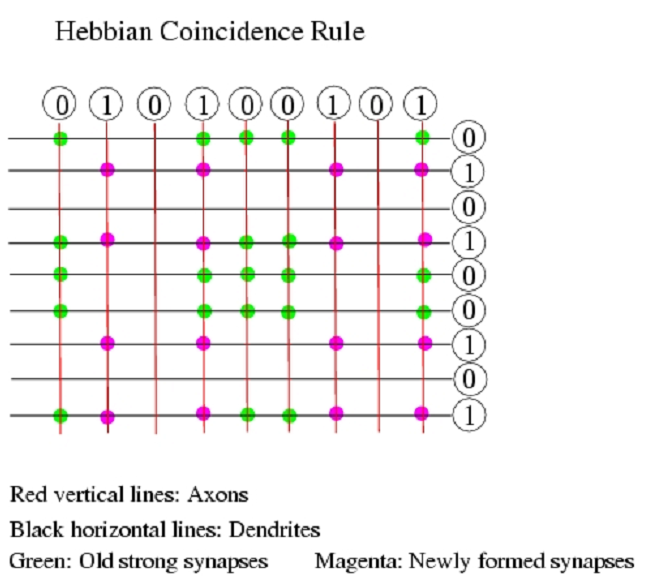 Hebbian Coincidence Rule
0 1 0 1 0 0 1 0 1
0
1
0
1
0
0
1
0
1
Red vertical lines: Axons
Black horizontal lines: Dendrites
Green: Old strong synapses Magenta: Newly formed synapses